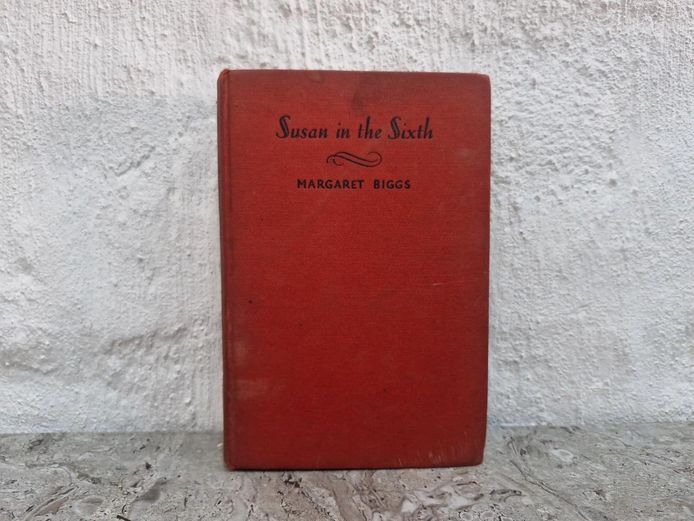 Susan in the Sixth
MARGARET BIGGS